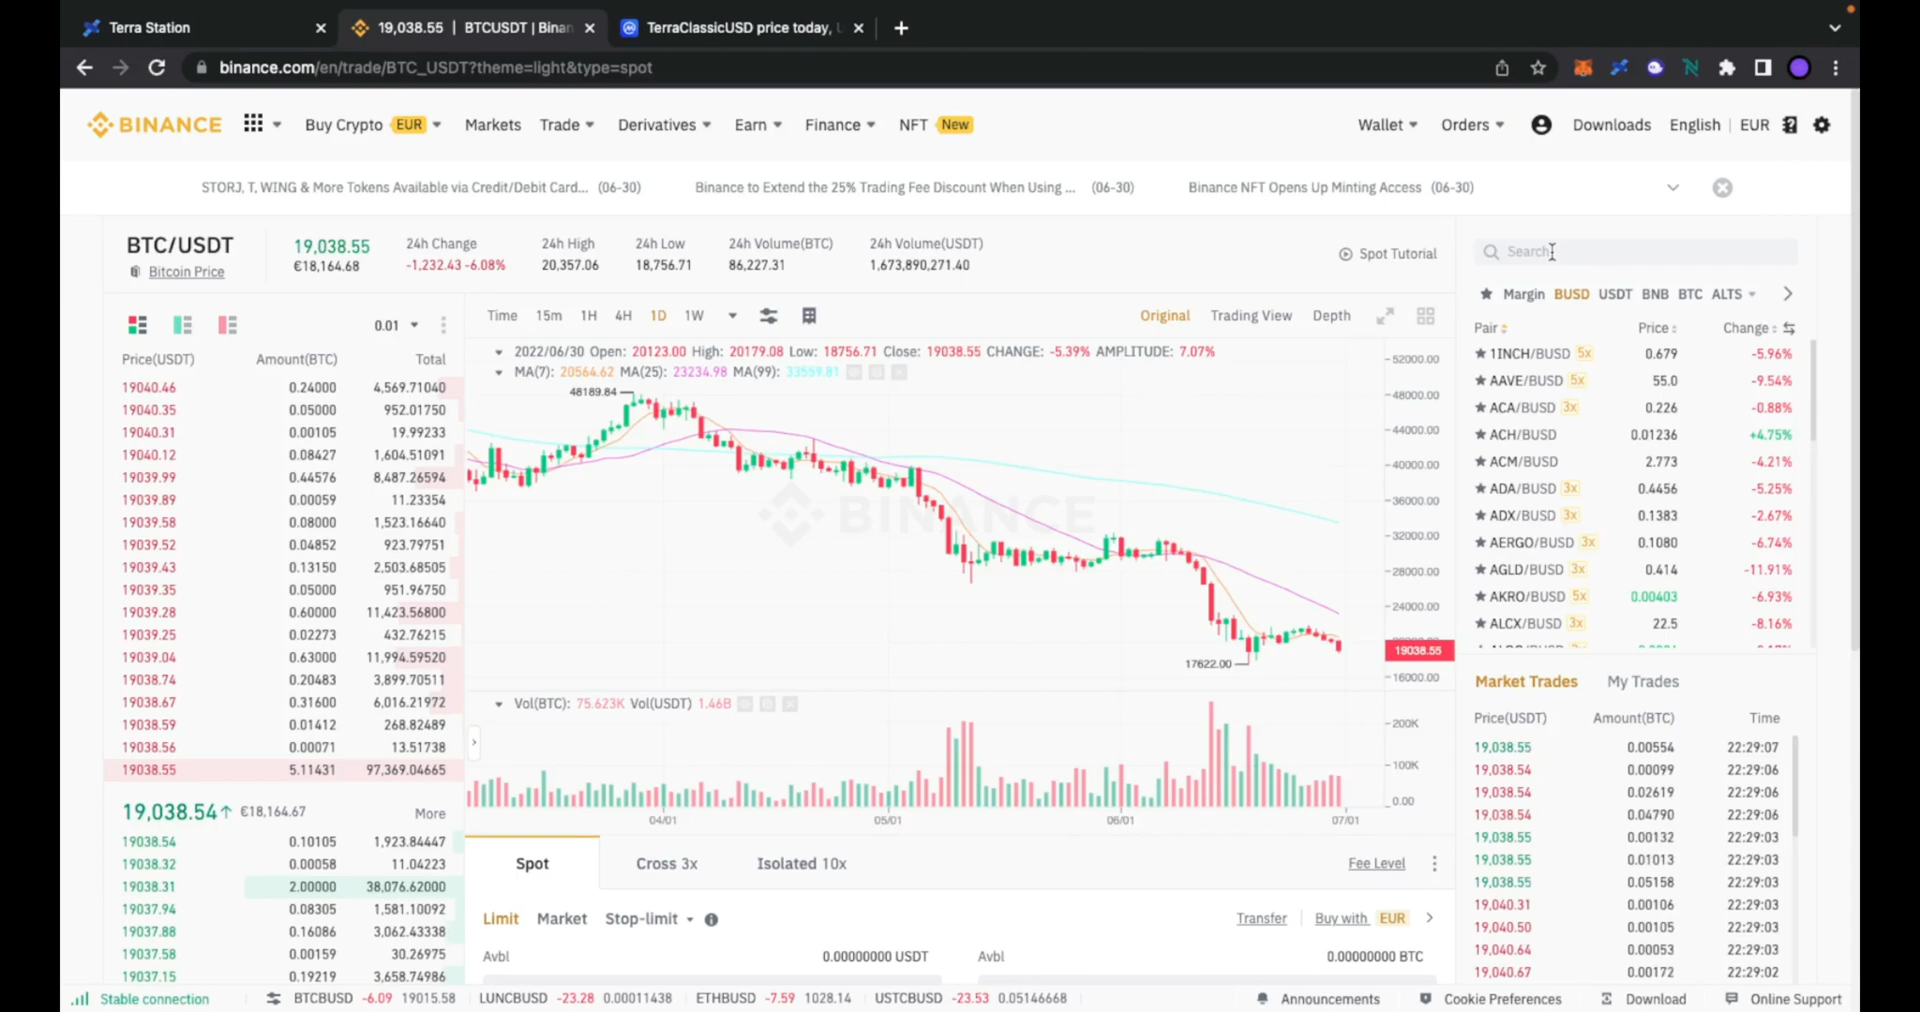 Terra Station
19,038.55 | BTCUSDT | Binan
TerraClassicUSD price today,
binance.com/en/trade/BTC_USDT?theme=light&type=spot
BINANCE
Buy Crypto EUR
Markets
Trade
Derivatives
Earn
Finance
NFT New
Wallet
Orders
Downloads
English
EUR
STORJ, T, WING & More Tokens Available via Credit/Debit Card... (06-30)
Binance to Extend the 25% Trading Fee Discount When Using ... (06-30)
Binance NFT Opens Up Minting Access (06-30)
BTC/USDT
Bitcoin Price
19,038.55
€18,164.68
24h Change
-1,232.43 -6.08%
24h High
20,357.06
24h Low
18,756.71
24h Volume(BTC)
86,227.31
24h Volume(USDT)
1,673,890,271.40
Spot Tutorial
0.01
Price(USDT) Amount(BTC) Total
19040.46 0.24000 4,569.71040
19040.35 0.05000 952.01750
19040.31 0.00105 19.99233
19040.12 0.08427 1,604.51091
19039.99 0.44576 8,487.26594
19039.89 0.00059 11.23354
19039.58 0.08000 1,523.16640
19039.52 0.04852 923.79751
19039.43 0.13150 2,503.68505
19039.35 0.05000 951.96750
19039.28 0.60000 11,423.56800
19039.25 0.02273 432.76215
19039.04 0.63000 11,994.59520
19038.74 0.20483 3,899.70511
19038.67 0.31600 6,016.21972
19038.59 0.01412 268.82489
19038.56 0.00071 13.51738
19038.55 5.11431 97,369.04665
19,038.54↑ €18,164.67 More
19038.54 0.10105 1,923.84447
19038.32 0.00058 11.04223
19038.31 2.00000 38,076.62000
19037.94 0.08305 1,581.10092
19037.88 0.16086 3,062.43338
19037.58 0.00159 30.26975
19037.15 0.19219 3,658.74986
Time 15m 1H 4H 1D 1W
Original Trading View Depth
2022/06/30 Open: 20123.00 High: 20179.08 Low: 18756.71 Close: 19038.55 CHANGE: -5.39% AMPLITUDE: 7.07%
MA(7): 20564.62 MA(25): 23234.98 MA(99): 33559.81
48189.84
BINANCE
17622.00
52000.00
48000.00
44000.00
40000.00
36000.00
32000.00
28000.00
24000.00
19038.55
16000.00
Vol(BTC): 75.623K Vol(USDT) 1.46B
200K
100K
0.00
04/01 05/01 06/01 07/01
Spot Cross 3x Isolated 10x
Fee Level
Limit Market Stop-limit
Transfer
Buy with EUR
Avbl 0.00000000 USDT
Avbl 0.00000000 BTC
Search
Margin BUSD USDT BNB BTC ALTS
Pair Price Change
1INCH/BUSD 5x 0.679 -5.96%
AAVE/BUSD 5x 55.0 -9.54%
ACA/BUSD 3x 0.226 -0.88%
ACH/BUSD 0.01236 +4.75%
ACM/BUSD 2.773 -4.21%
ADA/BUSD 3x 0.4456 -5.25%
ADX/BUSD 3x 0.1383 -2.67%
AERGO/BUSD 3x 0.1080 -6.74%
AGLD/BUSD 3x 0.414 -11.91%
AKRO/BUSD 5x 0.00403 -6.93%
ALCX/BUSD 3x 22.5 -8.16%
Market Trades My Trades
Price(USDT) Amount(BTC) Time
19,038.55 0.00554 22:29:07
19,038.54 0.00099 22:29:06
19,038.54 0.02619 22:29:06
19,038.54 0.04790 22:29:06
19,038.55 0.00132 22:29:03
19,038.55 0.01013 22:29:03
19,038.55 0.05158 22:29:03
19,040.31 0.00106 22:29:03
19,040.50 0.00105 22:29:03
19,040.64 0.00053 22:29:03
19,040.67 0.00172 22:29:02
Stable connection
BTCBUSD -6.09 19015.58
LUNCBUSD -23.28 0.00011438
ETHBUSD -7.59 1028.14
USTCBUSD -23.53 0.05146668
Announcements
Cookie Preferences
Download
Online Support